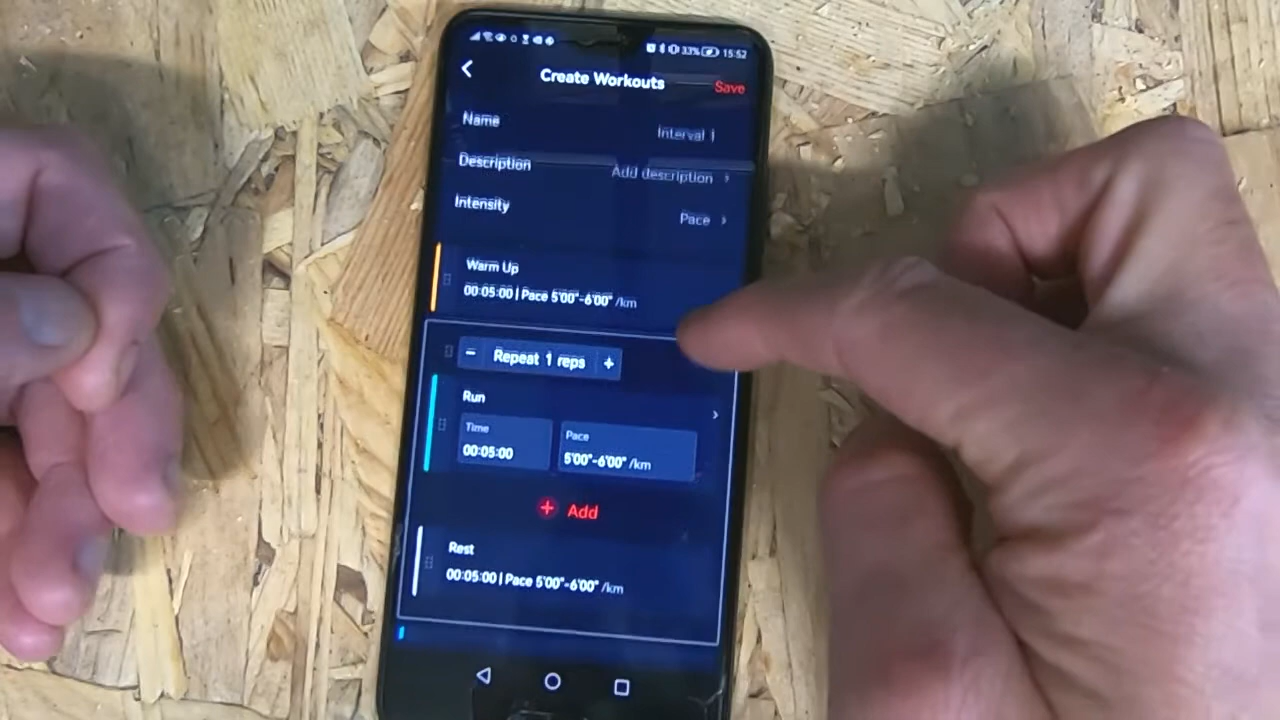 33% 15:52
Create Workouts Save
Name Interval 1
Description Add description
Intensity Pace
Warm Up
00:05:00 | Pace 5'00"-6'00" /km
- Repeat 1 reps +
Run
Time Pace
00:05:00 5'00"-6'00" /km
+ Add
Rest
00:05:00 | Pace 5'00"-6'00" /km